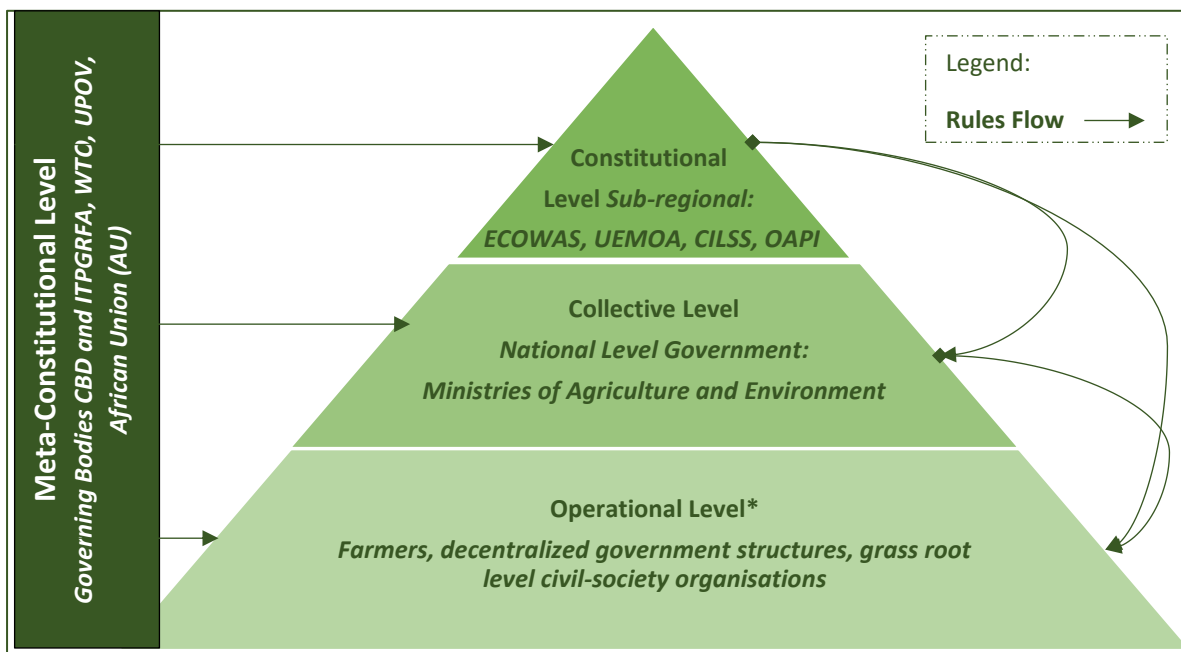 Meta-Constitutional Level
Governing Bodies CBD and ITPGRFA, WTO, UPOV,
African Union (AU)
Constitutional
Level Sub-regional:
ECOWAS, UEMOA, CILSS, OAPI
Collective Level
National Level Government:
Ministries of Agriculture and Environment
Operational Level*
Farmers, decentralized government structures, grass root
level civil-society organisations
Legend:
Rules Flow